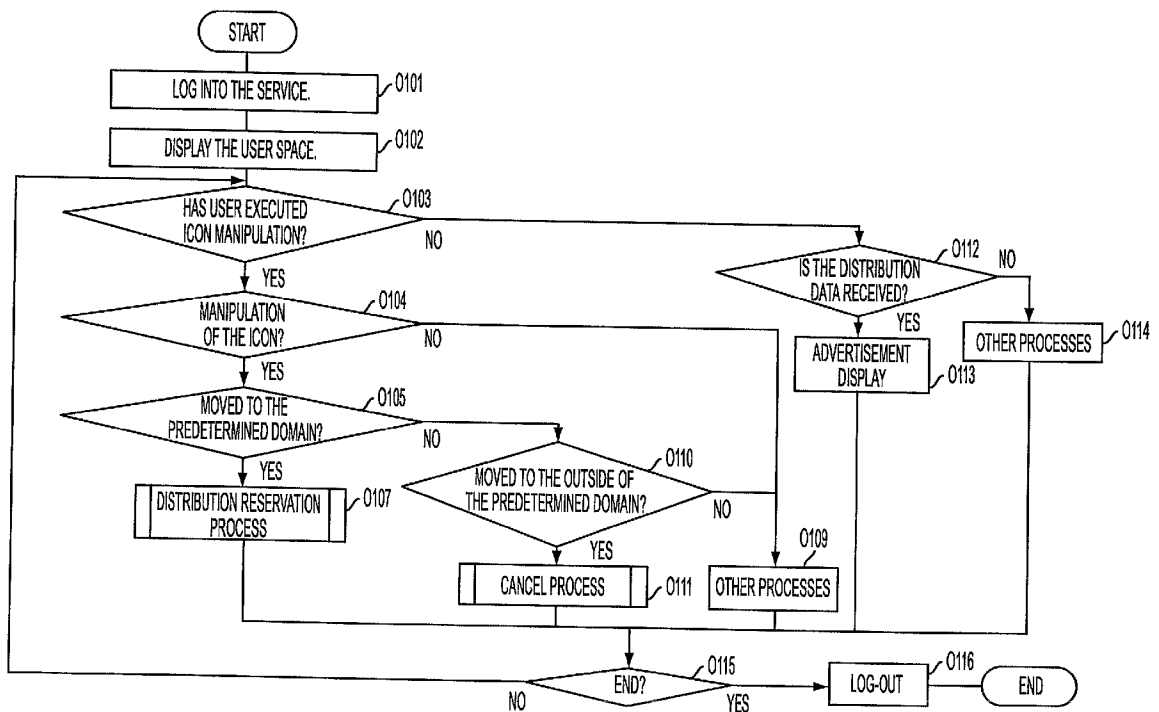 START
LOG INTO THE SERVICE.
O101
DISPLAY THE USER SPACE.
O102
HAS USER EXECUTED
ICON MANIPULATION?
O103
NO
YES
IS THE DISTRIBUTION
DATA RECEIVED?
O112
NO
YES
MANIPULATION
OF THE ICON?
O104
NO
YES
ADVERTISEMENT
DISPLAY
O113
OTHER PROCESSES
O114
MOVED TO THE
PREDETERMINED DOMAIN?
O105
NO
YES
MOVED TO THE OUTSIDE OF
THE PREDETERMINED DOMAIN?
O110
NO
YES
DISTRIBUTION RESERVATION
PROCESS
O107
CANCEL PROCESS
O111
OTHER PROCESSES
O109
END?
O115
NO
YES
LOG-OUT
O116
END